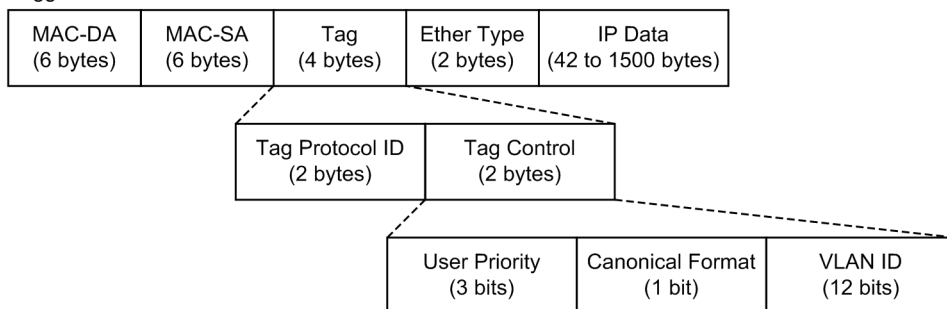 MAC-DA
(6 bytes)
MAC-SA
(6 bytes)
Tag
(4 bytes)
Ether Type
(2 bytes)
IP Data
(42 to 1500 bytes)
Tag Protocol ID
(2 bytes)
Tag Control
(2 bytes)
User Priority
(3 bits)
Canonical Format
(1 bit)
VLAN ID
(12 bits)